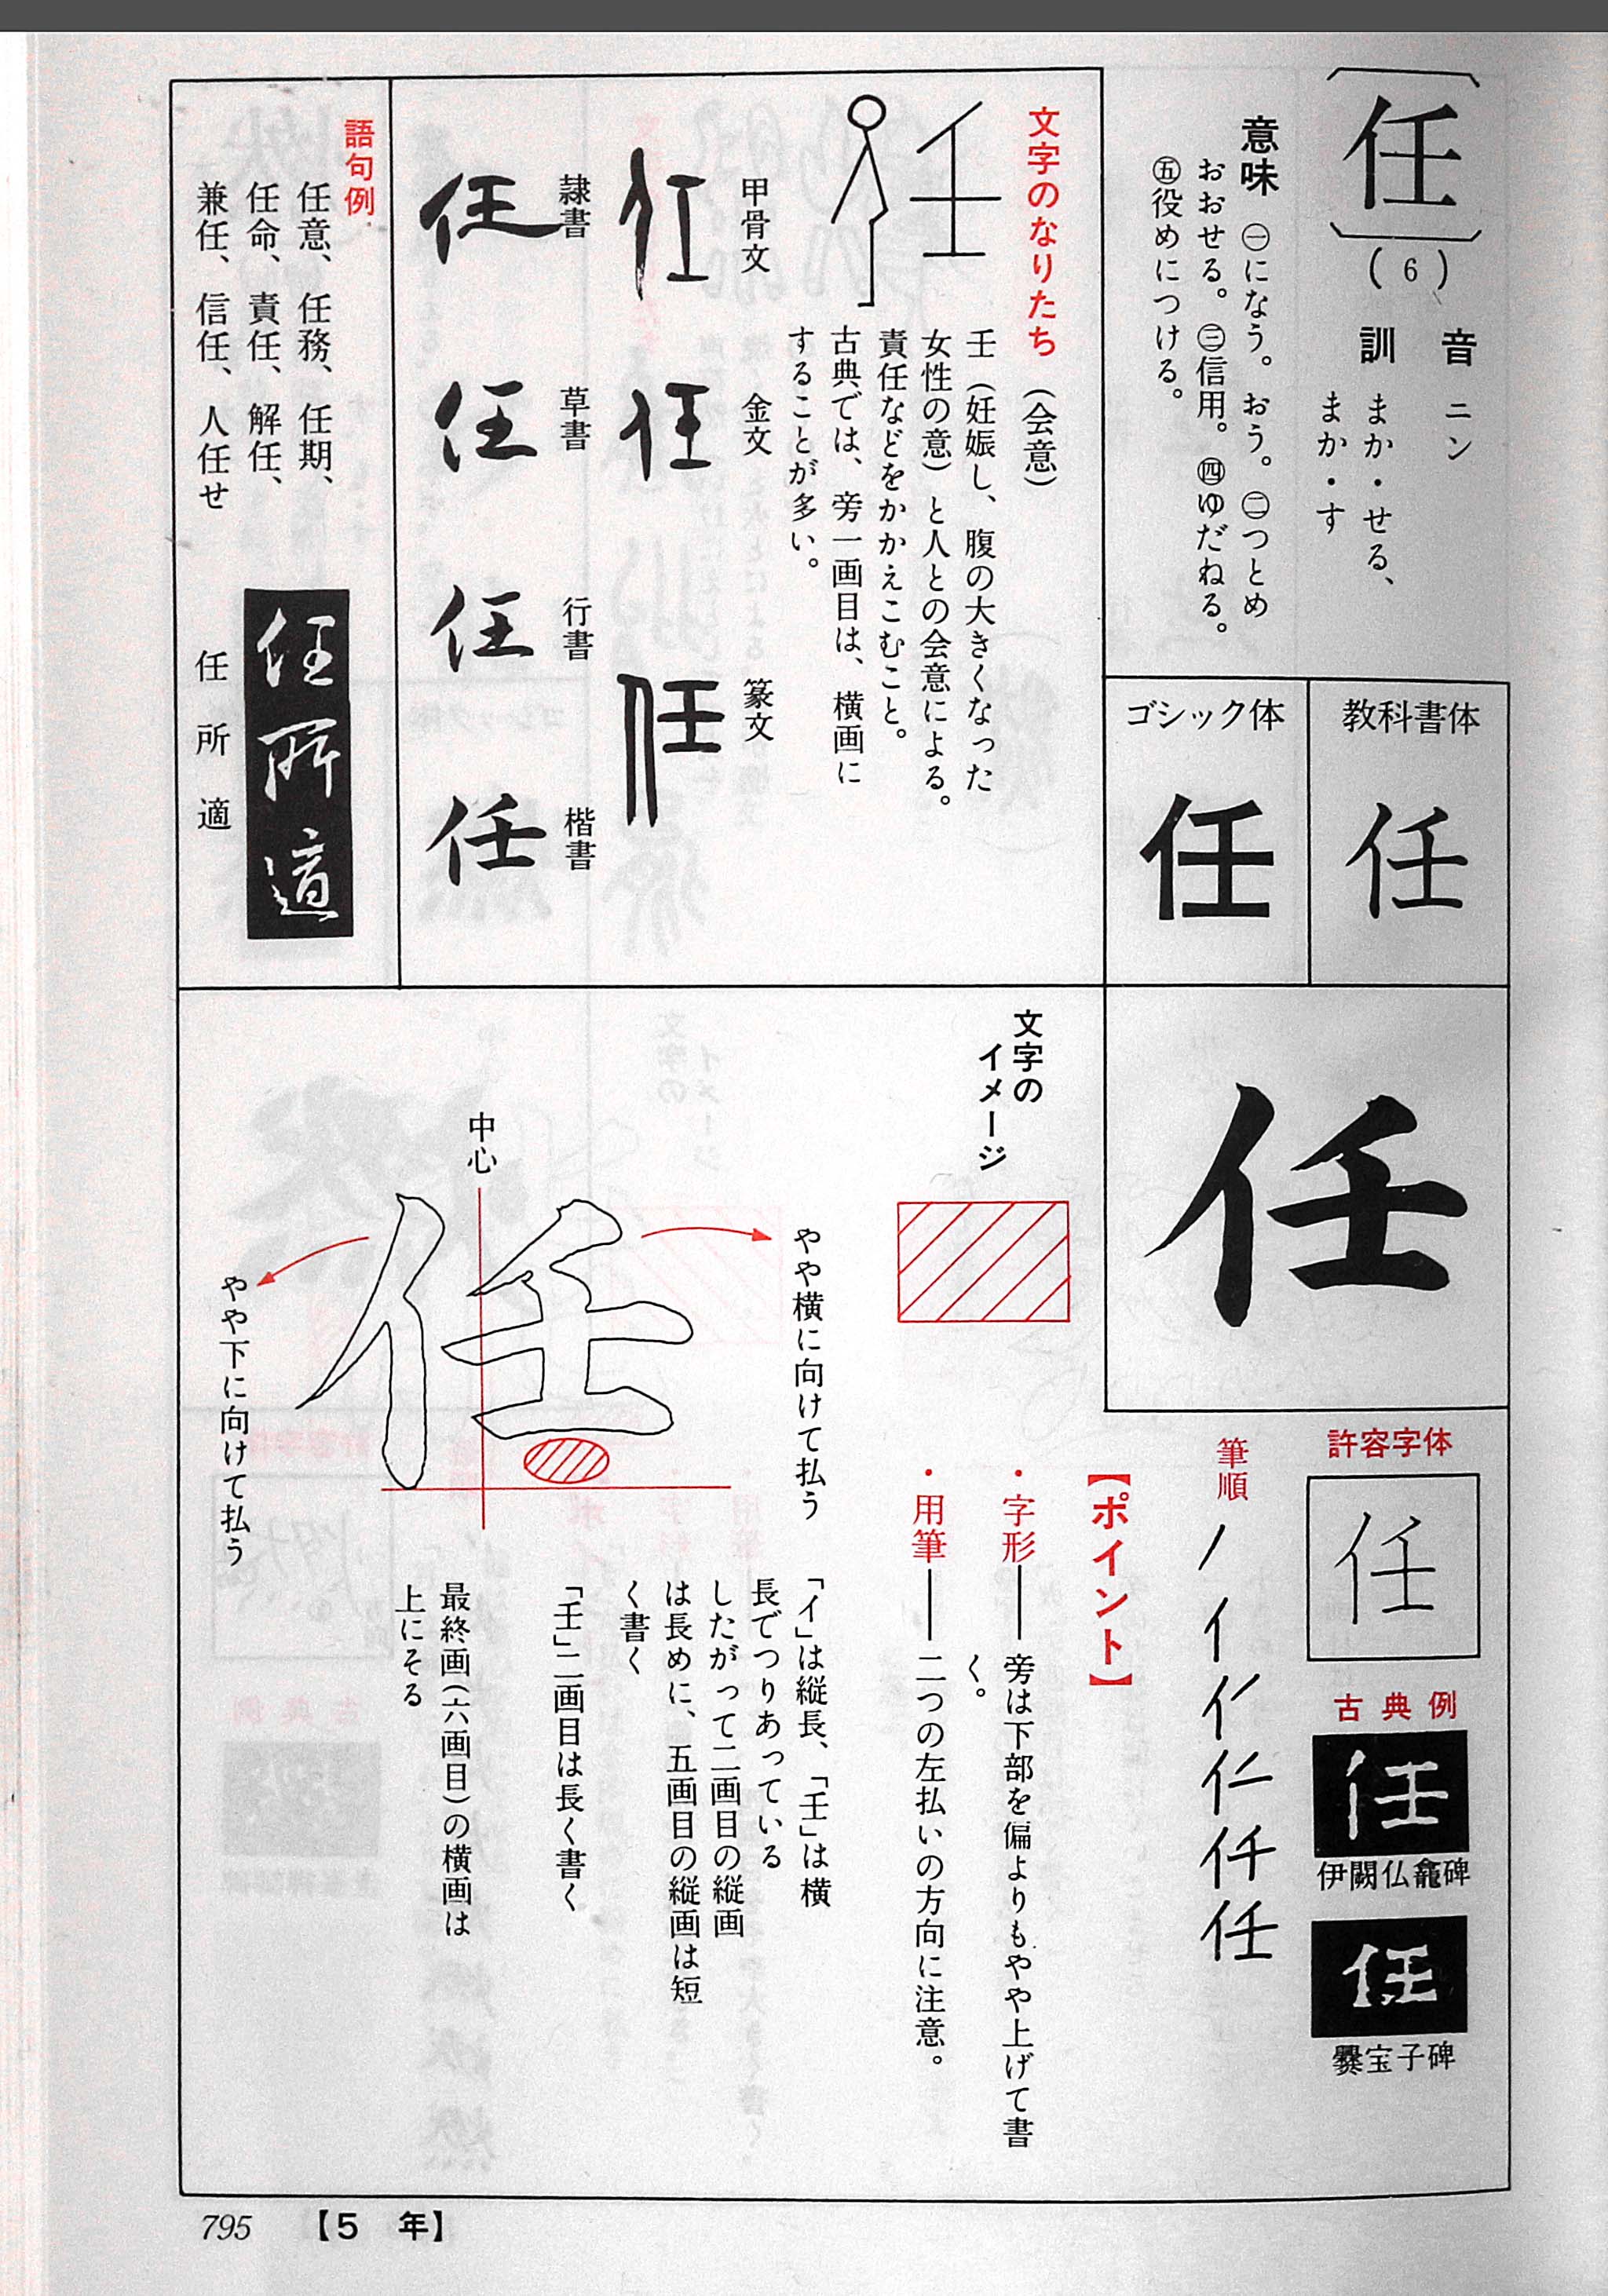 任
(6)
音 ニン
訓 まか・せる、
まか・す
意味 ㊀になう。おう。㊁つとめ
おおせる。㊂信用。㊃ゆだねる。
㊄役めにつける。
教科書体
任
ゴシック体
任
文字のなりたち (会意)
壬
壬(妊娠し、腹の大きくなった
女性の意)と人との会意による。
責任などをかかえこむこと。
古典では、旁一画目は、横画に
することが多い。
甲骨文
金文
篆文
隷書 任
草書 任
行書 任
楷書 任
語句例
任意、任務、任期、
任命、責任、解任、
兼任、信任、人任せ
任所適
任所適
任
許容字体
任
古典例
任
伊闕仏龕碑
任
爨宝子碑
筆順
ノ イ 仁 任
文字の
イメージ
【ポイント】
・字形――旁は下部を偏よりもやや上げて書
く。
・用筆――二つの左払いの方向に注意。
やや横に向けて払う
中心
任
やや下に向けて払う
「イ」は縦長、「壬」は横
長でつりあっている
したがって二画目の縦画
は長めに、五画目の縦画は短
く書く
「壬」二画目は長く書く
最終画(六画目)の横画は
上にそる
795 【5 年】